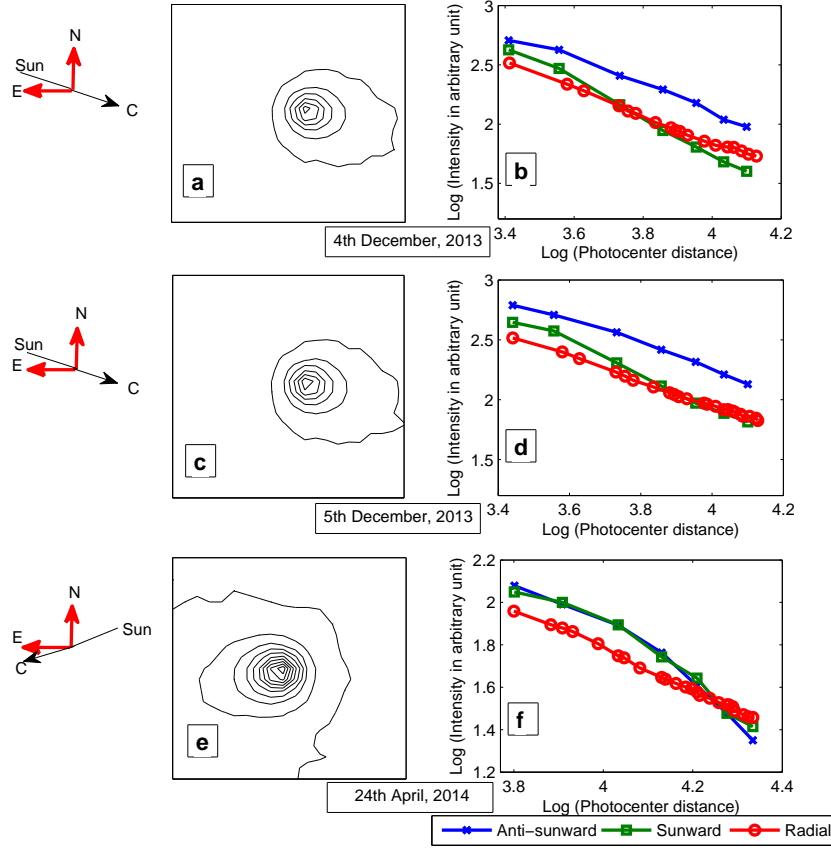 N
Sun
E
C
a
Log (Intensity in arbitrary unit)
3
2.5
2
1.5
b
3.4 3.6 3.8 4 4.2
Log (Photocenter distance)
4th December, 2013
N
Sun
E
C
c
Log (Intensity in arbitrary unit)
3
2.5
2
1.5
d
3.4 3.6 3.8 4 4.2
Log (Photocenter distance)
5th December, 2013
N
E
Sun
C
e
Log (Intensity in arbitrary unit)
2.2
2
1.8
1.6
1.4
1.2
f
3.8 4 4.2 4.4
Log (Photocenter distance)
24th April, 2014
Anti-sunward Sunward Radial